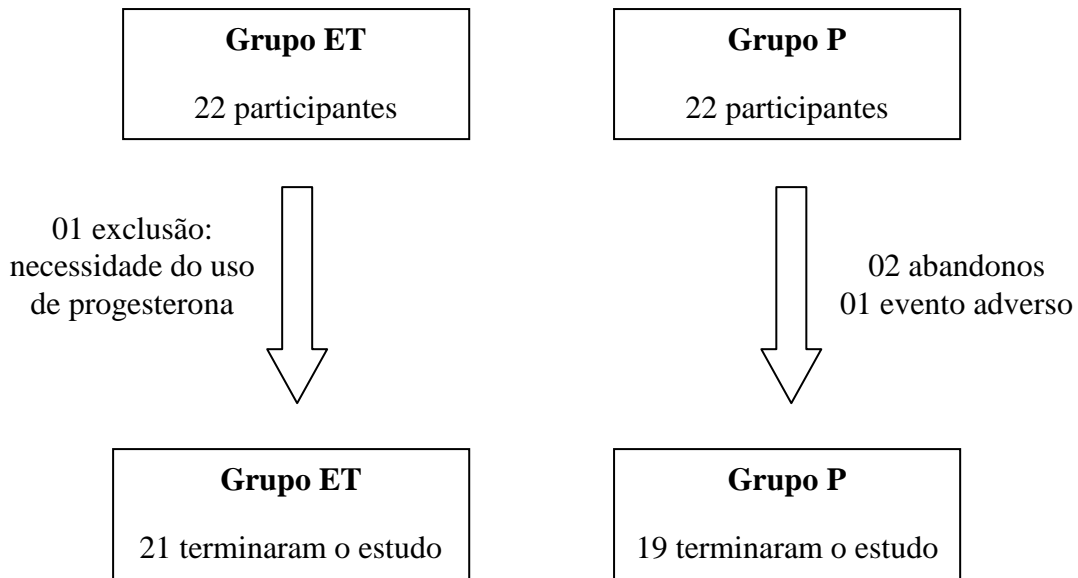 Grupo ET
22 participantes
Grupo P
22 participantes
01 exclusão:
necessidade do uso
de progesterona
02 abandonos
01 evento adverso
Grupo ET
21 terminaram o estudo
Grupo P
19 terminaram o estudo